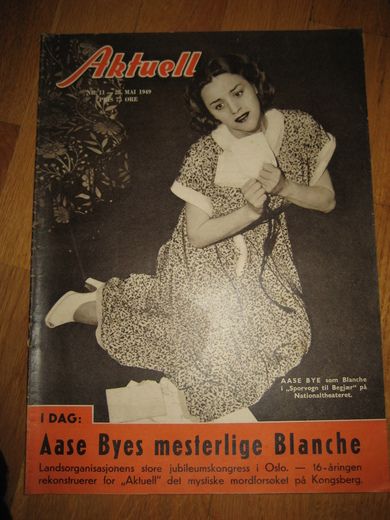 Aktuell
NR. 11 — 28. MAI 1949
PRIS 75 ØRE
AASE BYE som Blanche
i „Sporvogn til Begjær" på
Nationaltheateret.
I DAG:
Aase Byes mesterlige Blanche
Landsorganisasjonens store jubileumskongress i Oslo. — 16-åringen
rekonstruerer for „Aktuell" det mystiske mordforsøket på Kongsberg.